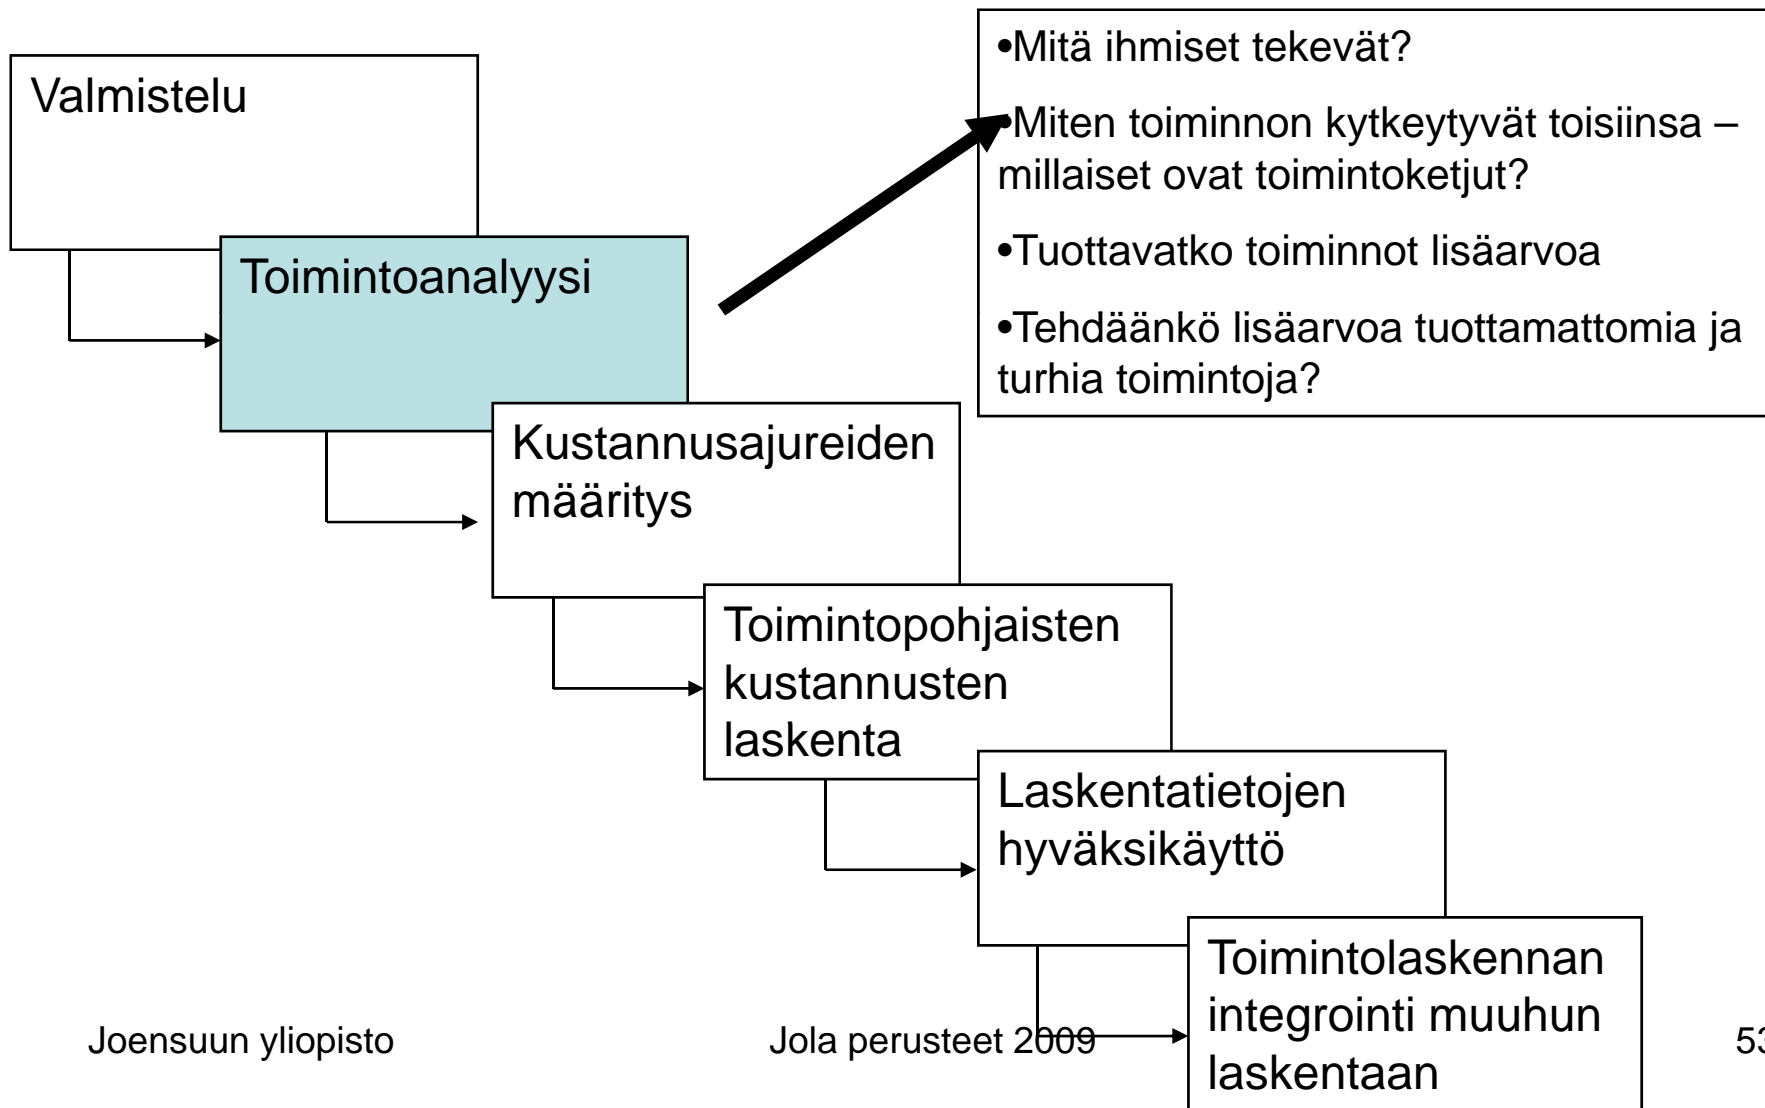 Valmistelu
Toimintoanalyysi
Kustannusajureiden
määritys
Toimintopohjaisten
kustannusten
laskenta
Laskentatietojen
hyväksikäyttö
Toimintolaskennan
integrointi muuhun
laskentaan
•Mitä ihmiset tekevät?
•Miten toiminnon kytkeytyvät toisiinsa –
millaiset ovat toimintoketjut?
•Tuottavatko toiminnot lisäarvoa
•Tehdäänkö lisäarvoa tuottamattomia ja
turhia toimintoja?
Joensuun yliopisto
Jola perusteet 2009
53